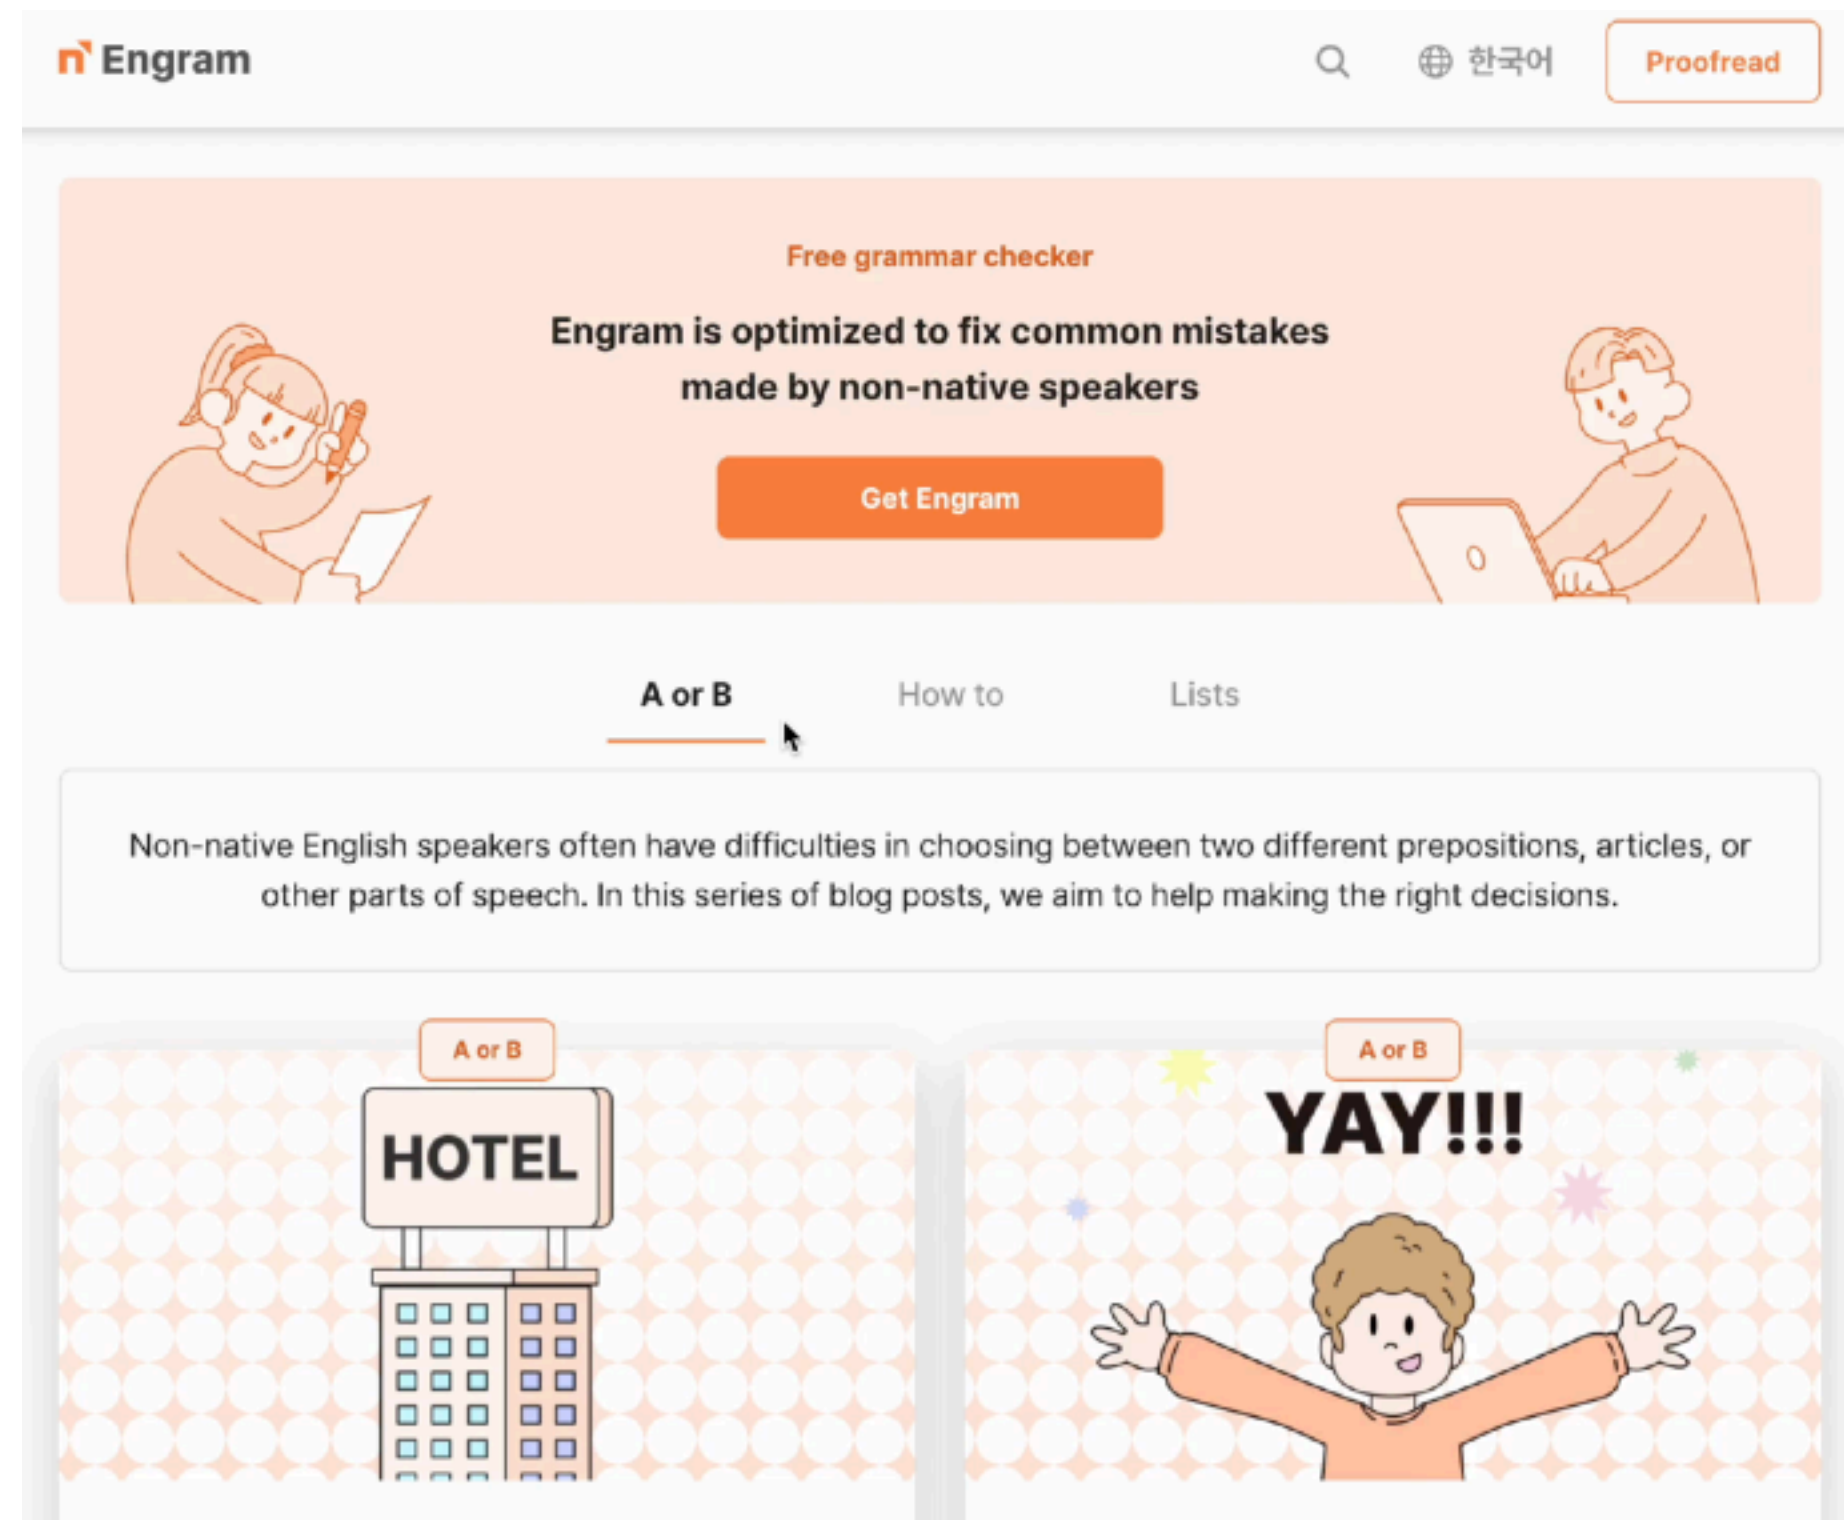 Engram
한국어
Proofread
Free grammar checker
Engram is optimized to fix common mistakes
made by non-native speakers
Get Engram
A or B
How to
Lists
Non-native English speakers often have difficulties in choosing between two different prepositions, articles, or
other parts of speech. In this series of blog posts, we aim to help making the right decisions.
A or B
HOTEL
A or B
YAY!!!